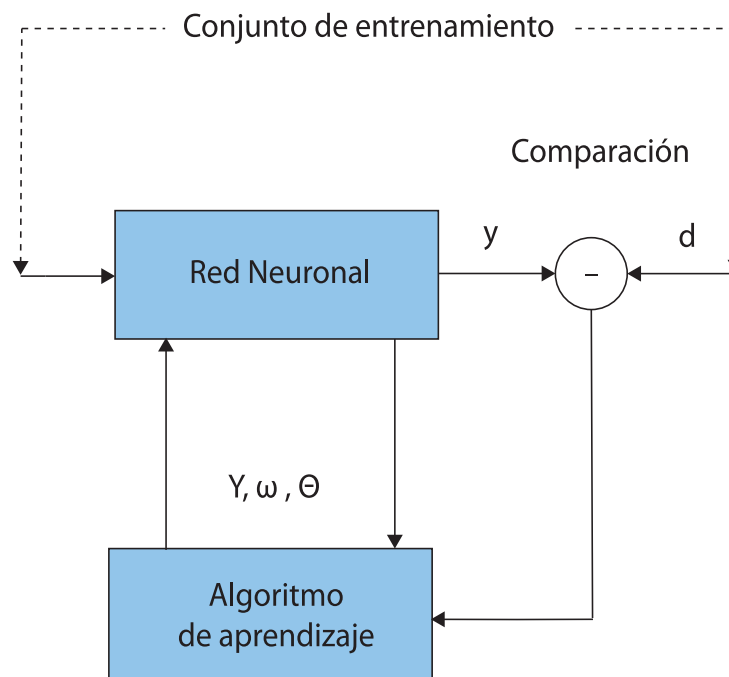 Conjunto de entrenamiento
Comparación
Red Neuronal
y
–
d
Υ, ω , Θ
Algoritmo
de aprendizaje